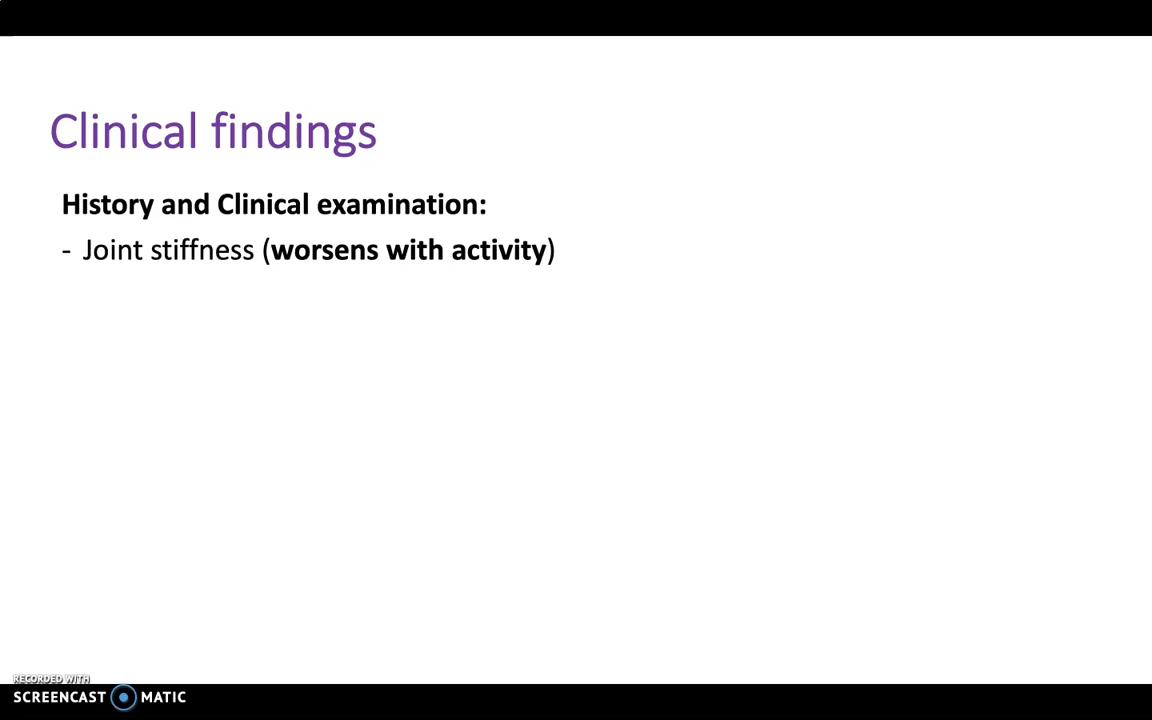 Clinical findings
History and Clinical examination:
- Joint stiffness (worsens with activity)
RECORDED WITH
SCREENCAST MATIC